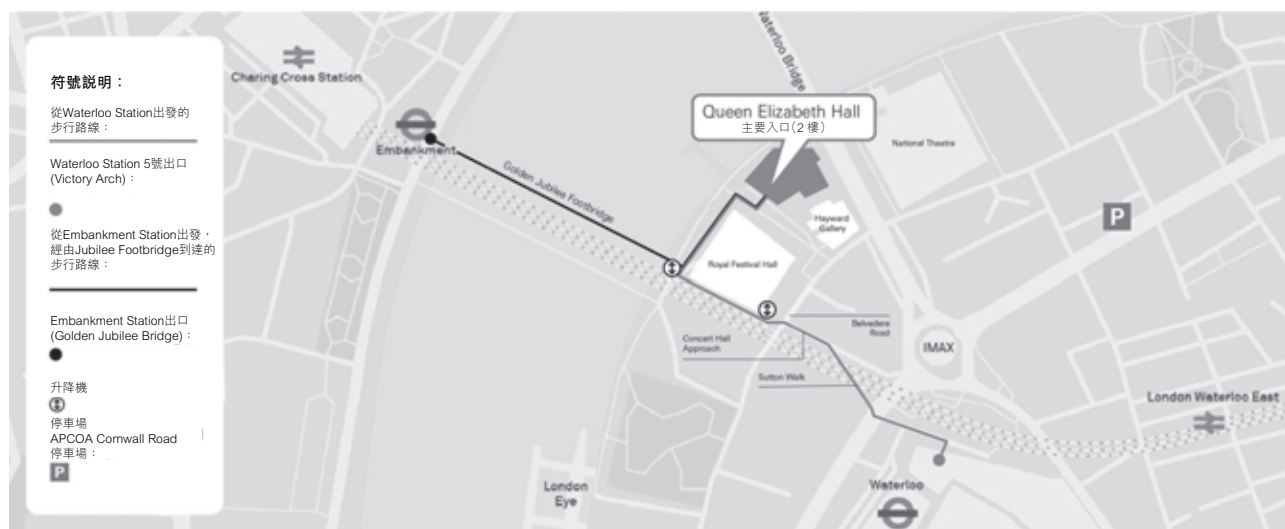 符號説明：
從Waterloo Station出發的
步行路線：
Waterloo Station 5號出口
(Victory Arch)：
從Embankment Station出發，
經由Jubilee Footbridge到達的
步行路線：
Embankment Station出口
(Golden Jubilee Bridge)：
升降機
停車場
APCOA Cornwall Road
停車場：
P
Charing Cross Station
Embankment
Golden Jubilee Footbridge
Waterloo Bridge
Queen Elizabeth Hall
主要入口(2 樓)
National Theatre
Hayward
Gallery
Royal Festival Hall
P
Belvedere
Road
Concert Hall
Approach
Sutton Walk
IMAX
London Waterloo East
London
Eye
Waterloo